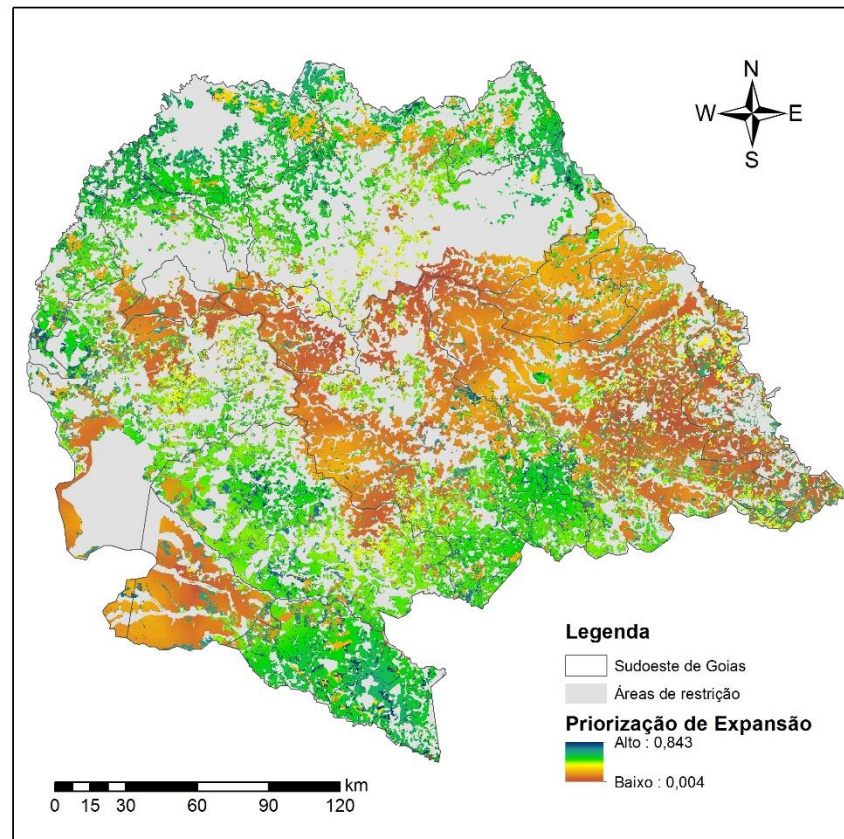 N
W E
S
Legenda
Sudoeste de Goias
Áreas de restrição
Priorização de Expansão
Alto : 0,843
Baixo : 0,004
km
0 15 30 60 90 120